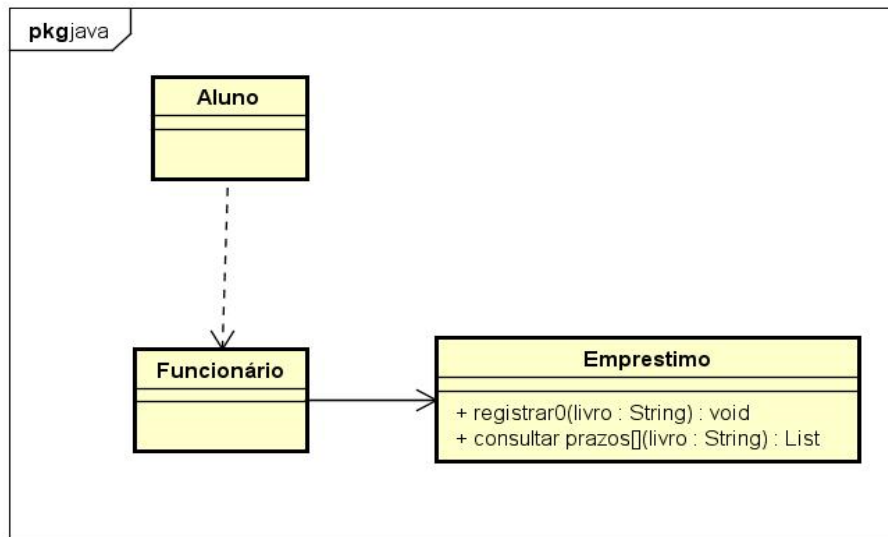 pkgjava
Aluno
Funcionário
Emprestimo
+ registrar0(livro : String) : void
+ consultar prazos[](livro : String) : List